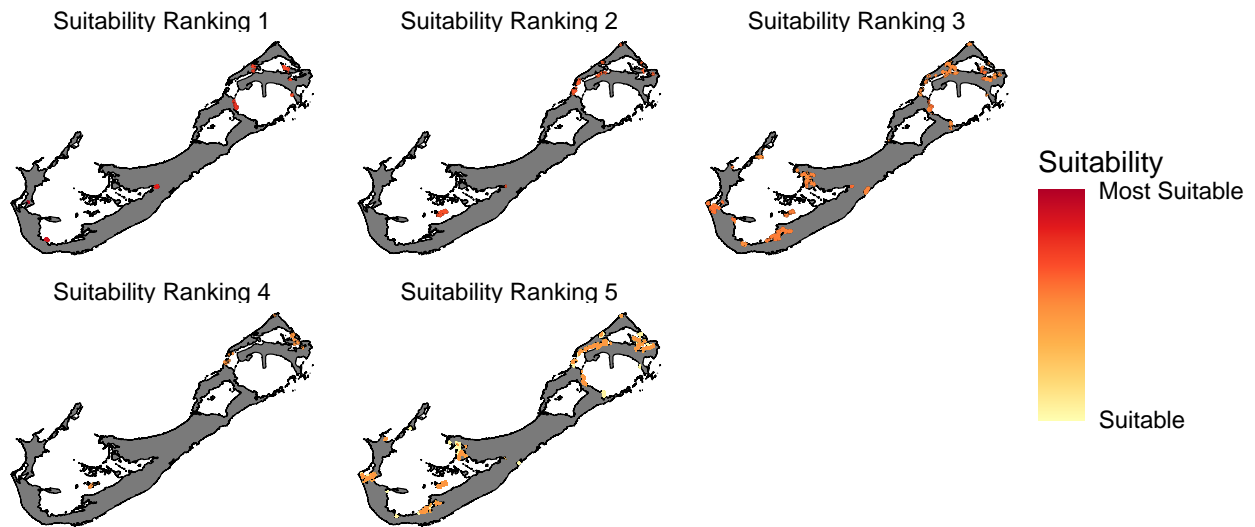 Suitability Ranking 1
Suitability Ranking 2
Suitability Ranking 3
Suitability
Most Suitable
Suitable
Suitability Ranking 4
Suitability Ranking 5